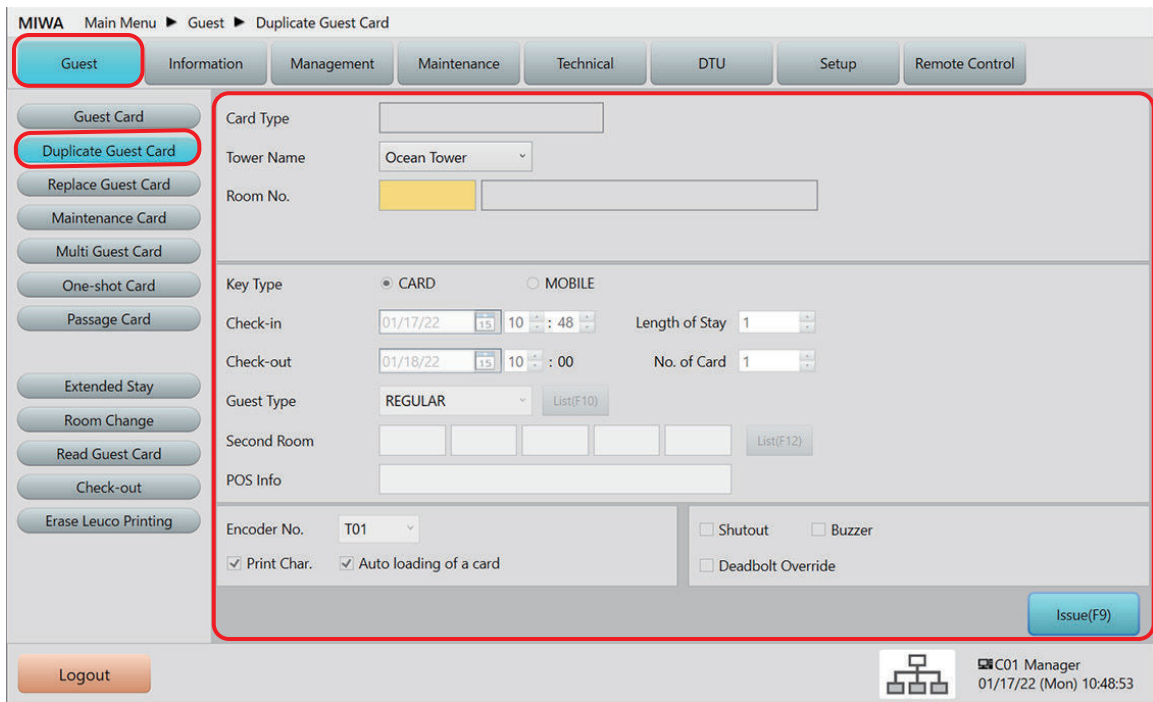 MIWA Main Menu ▶ Guest ▶ Duplicate Guest Card
Guest Information Management Maintenance Technical DTU Setup Remote Control
Guest Card
Duplicate Guest Card
Replace Guest Card
Maintenance Card
Multi Guest Card
One-shot Card
Passage Card
Extended Stay
Room Change
Read Guest Card
Check-out
Erase Leuco Printing
Card Type
Tower Name Ocean Tower
Room No.
Key Type CARD MOBILE
Check-in 01/17/22 15 10 : 48 Length of Stay 1
Check-out 01/18/22 15 10 : 00 No. of Card 1
Guest Type REGULAR List(F10)
Second Room List(F12)
POS Info
Encoder No. T01
Print Char. Auto loading of a card
Shutout Buzzer
Deadbolt Override
Issue(F9)
Logout
C01 Manager
01/17/22 (Mon) 10:48:53